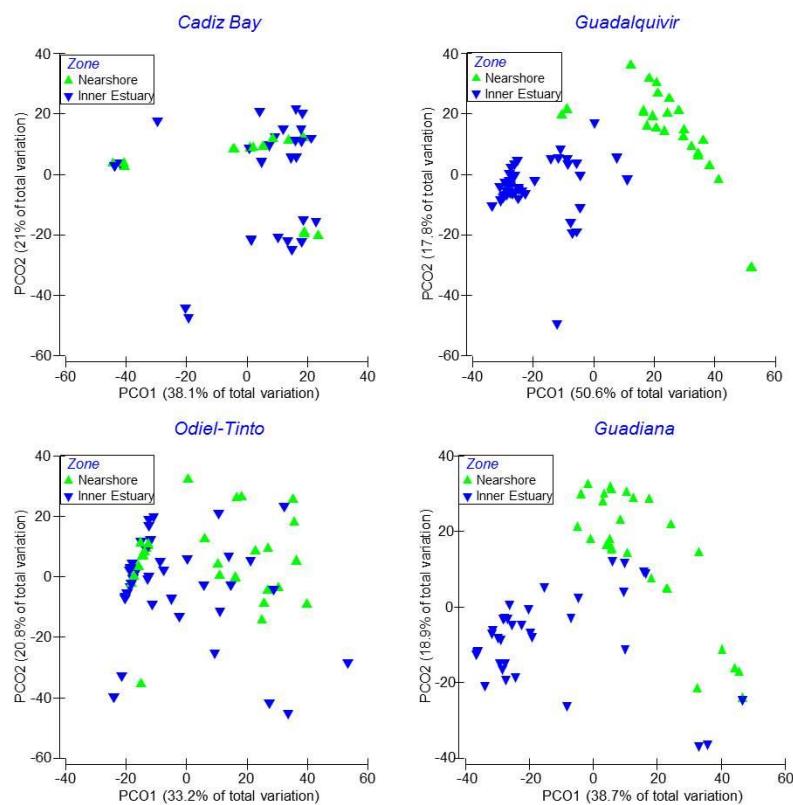 Cadiz Bay
Zone
Nearshore
Inner Estuary
40
20
0
-20
-40
-60
PCO2 (21% of total variation)
-60 -40 -20 0 20 40
PCO1 (38.1% of total variation)
Guadalquivir
Zone
Nearshore
Inner Estuary
40
20
0
-20
-40
-60
PCO2 (17.8% of total variation)
-40 -20 0 20 40 60
PCO1 (50.6% of total variation)
Odiel-Tinto
Zone
Nearshore
Inner Estuary
40
20
0
-20
-40
-60
PCO2 (20.8% of total variation)
-40 -20 0 20 40 60
PCO1 (33.2% of total variation)
Guadiana
Zone
Nearshore
Inner Estuary
40
20
0
-20
-40
PCO2 (18.9% of total variation)
-40 -20 0 20 40 60
PCO1 (38.7% of total variation)